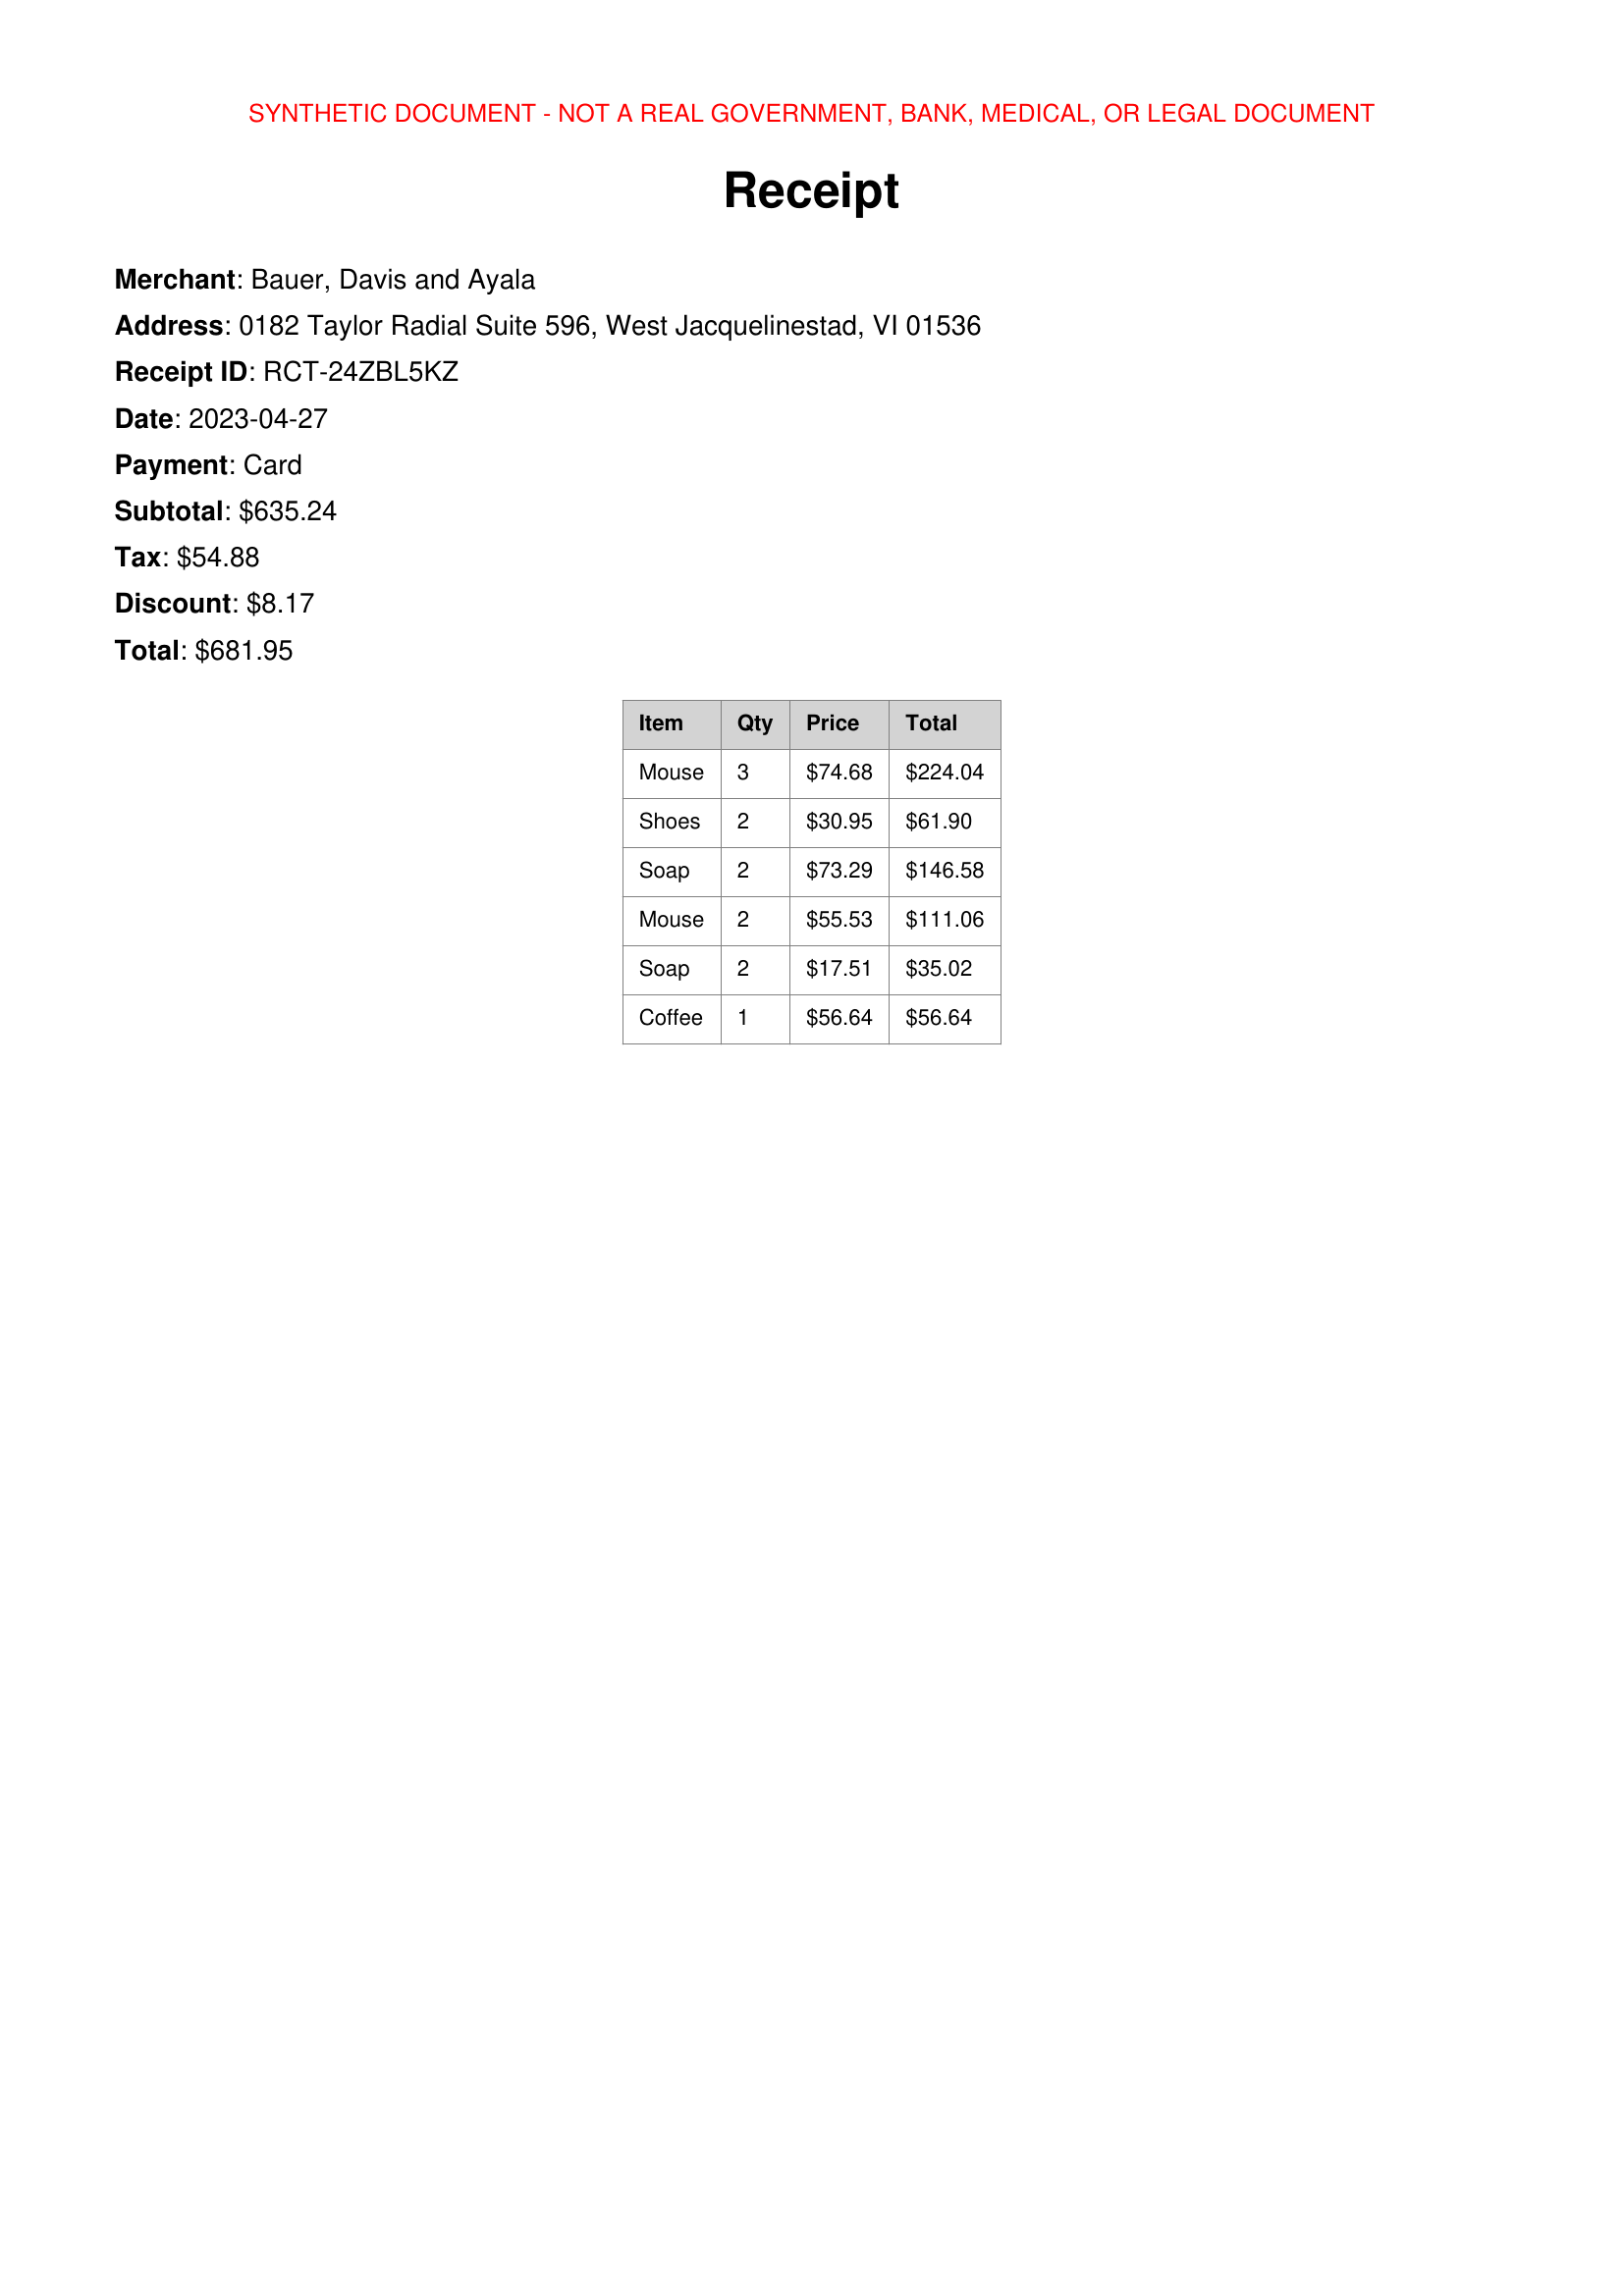 SYNTHETIC DOCUMENT - NOT A REAL GOVERNMENT, BANK, MEDICAL, OR LEGAL DOCUMENT
Receipt
Merchant: Bauer, Davis and Ayala
Address: 0182 Taylor Radial Suite 596, West Jacquelinestad, VI 01536
Receipt ID: RCT-24ZBL5KZ
Date: 2023-04-27
Payment: Card
Subtotal: $635.24
Tax: $54.88
Discount: $8.17
Total: $681.95
Item Qty Price Total
Mouse 3 $74.68 $224.04
Shoes 2 $30.95 $61.90
Soap 2 $73.29 $146.58
Mouse 2 $55.53 $111.06
Soap 2 $17.51 $35.02
Coffee 1 $56.64 $56.64